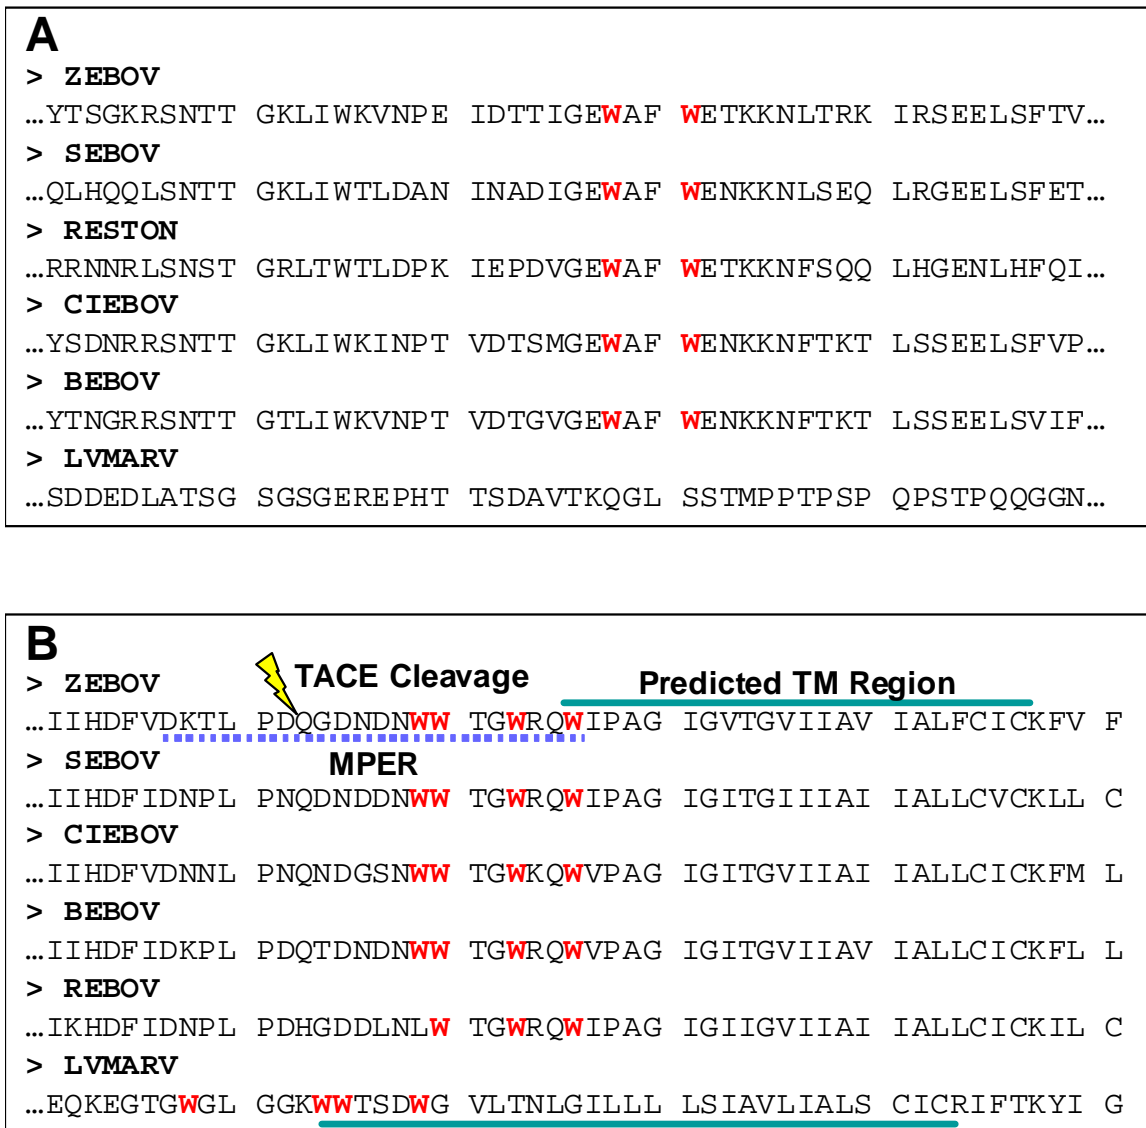 A
> ZEBOV
…YTSGKRSNTT GKLIWKVNPE IDTTIGEWAF WETKKNLTRK IRSEELSFTV…
> SEBOV
…QLHQQLSNTT GKLIWTLDAN INADIGEWAF WENKKNLSEQ LRGEELSFET…
> RESTON
…RRNNRLSNST GRLTWTLDPK IEPDVGEWAF WETKKNFSQQ LHGENLHFQI…
> CIEBOV
…YSDNRRSNTT GKLIWKINPT VDTSMGEWAF WENKKNFTKT LSSEELSFVP…
> BEBOV
…YTNGRRSNTT GTLIWKVNPT VDTGVGEWAF WENKKNFTKT LSSEELSVIF…
> LVMARV
…SDDEDLATSG SGSGEREPHT TSDAVTKQGL SSTMPPTPSP QPSTPQQGGN…
B
> ZEBOV TACE Cleavage Predicted TM Region
…IIHDFVDKTL PDQGDNDNWW TGWRQWIPAG IGVTGVIIAV IALFCICKFV F
> SEBOV MPER
…IIHDFIDNPL PNQDNDDNWW TGWRQWIPAG IGITGIIIAI IALLCVCKLL C
> CIEBOV
…IIHDFVDNNL PNQNDGSNWW TGWKQWVPAG IGITGVIIAI IALLCICKFM L
> BEBOV
…IIHDFIDKPL PDQTDNDNWW TGWRQWVPAG IGITGVIIAV IALLCICKFL L
> REBOV
…IKHDFIDNPL PDHGDDLNLW TGWRQWIPAG IGIIGVIIAI IALLCICKIL C
> LVMARV
…EQKEGTGWGL GGKWWTSDWG VLTNLGILLL LSIAVLIALS CICRIFTKYI G